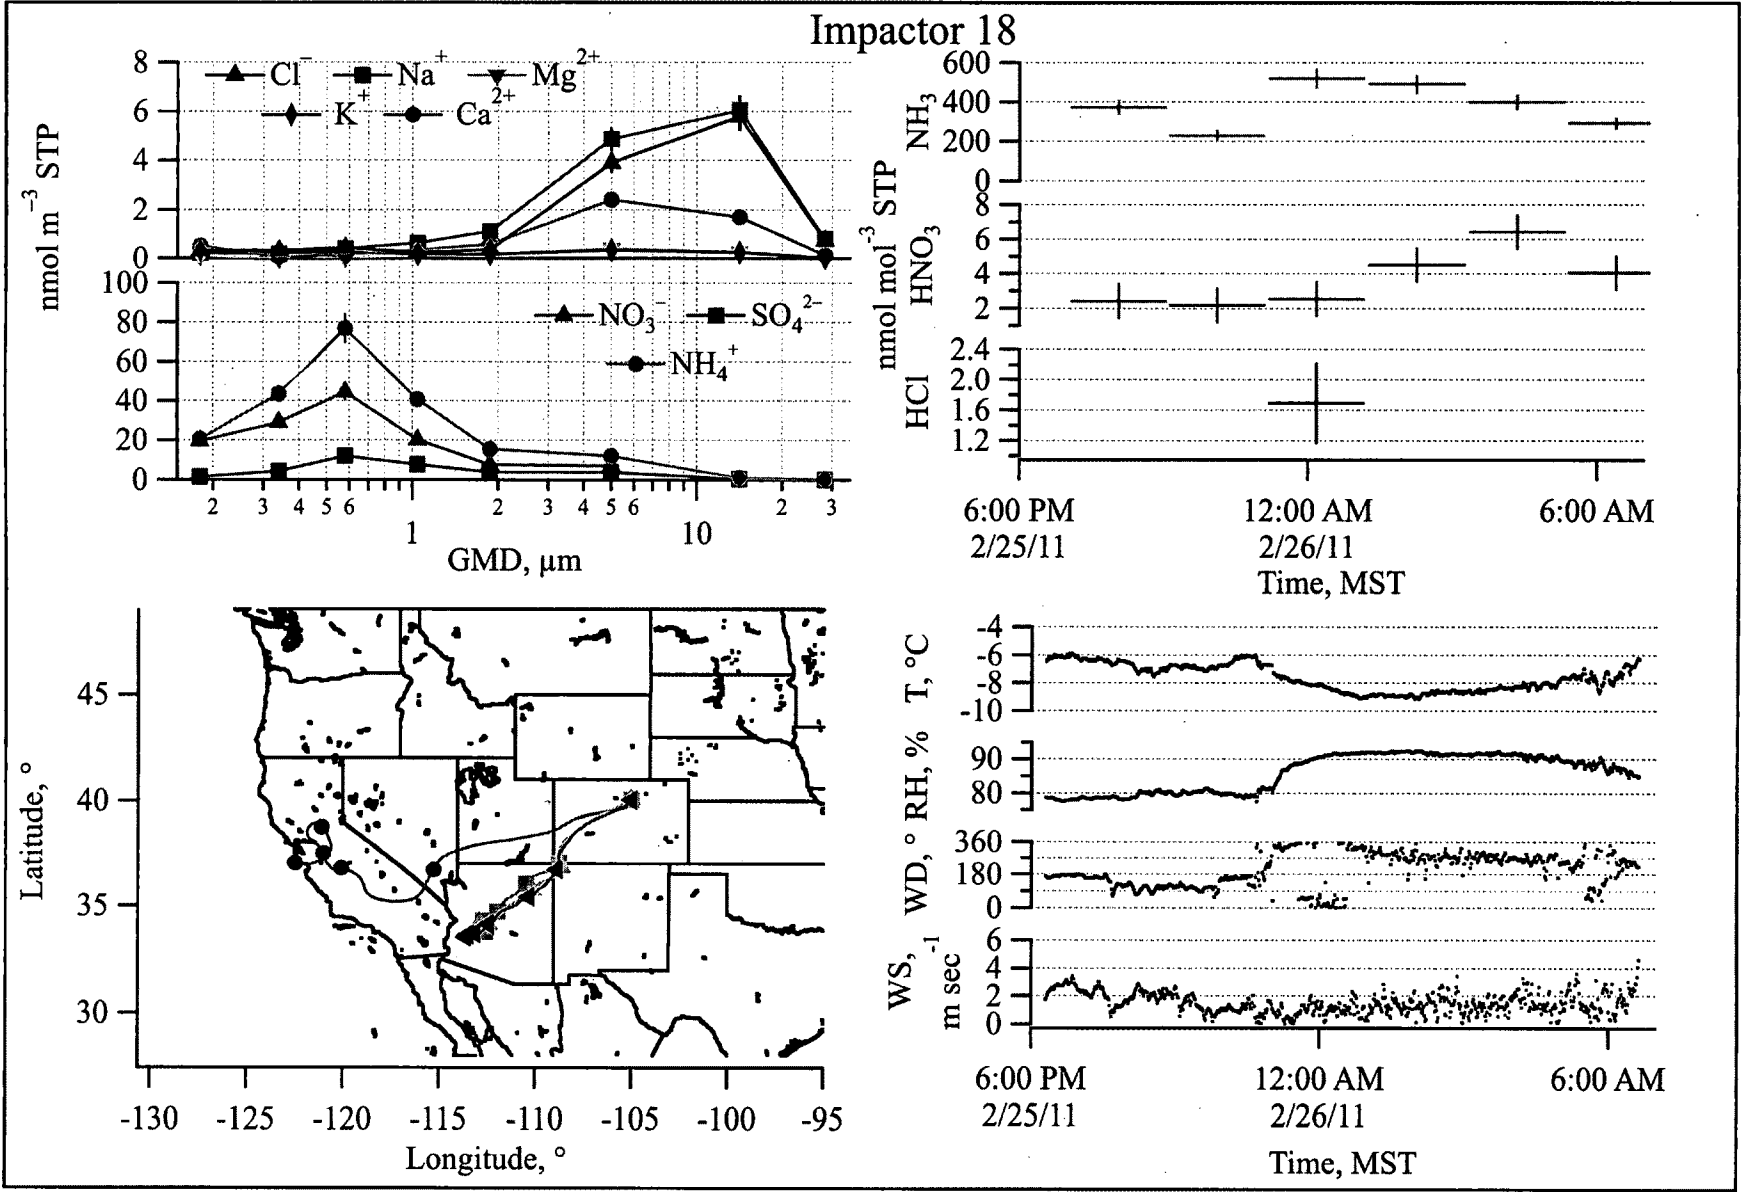 Impactor 18
8
6
4
2
0
Cl⁻ Na⁺ Mg²⁺
K⁺ Ca²⁺
nmol m⁻³ STP
100
80
60
40
20
0
NO₃⁻ SO₄²⁻
NH₄⁺
2 3 4 5 6 2 3 4 5 6 2 3
1 10
GMD, µm
600
400
200
0
NH₃
8
6
4
2
HNO₃
nmol mol⁻³ STP
2.4
2.0
1.6
1.2
HCl
6:00 PM 12:00 AM 6:00 AM
2/25/11 2/26/11
Time, MST
45
40
35
30
Latitude, °
-130 -125 -120 -115 -110 -105 -100 -95
Longitude, °
-4
-6
-8
-10
T, °C
90
80
RH, %
360
180
0
WD, °
6
4
2
0
WS,
m sec⁻¹
6:00 PM 12:00 AM 6:00 AM
2/25/11 2/26/11
Time, MST